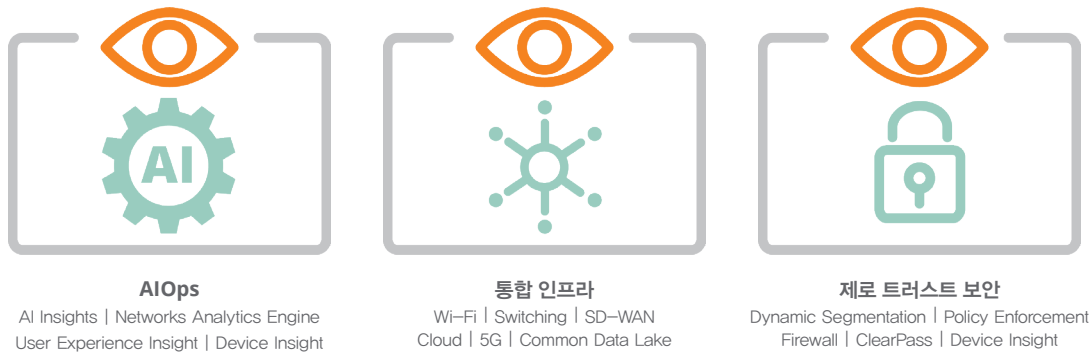 AI
AIOps
AI Insights | Networks Analytics Engine
User Experience Insight | Device Insight
통합 인프라
Wi-Fi | Switching | SD-WAN
Cloud | 5G | Common Data Lake
제로 트러스트 보안
Dynamic Segmentation | Policy Enforcement
Firewall | ClearPass | Device Insight